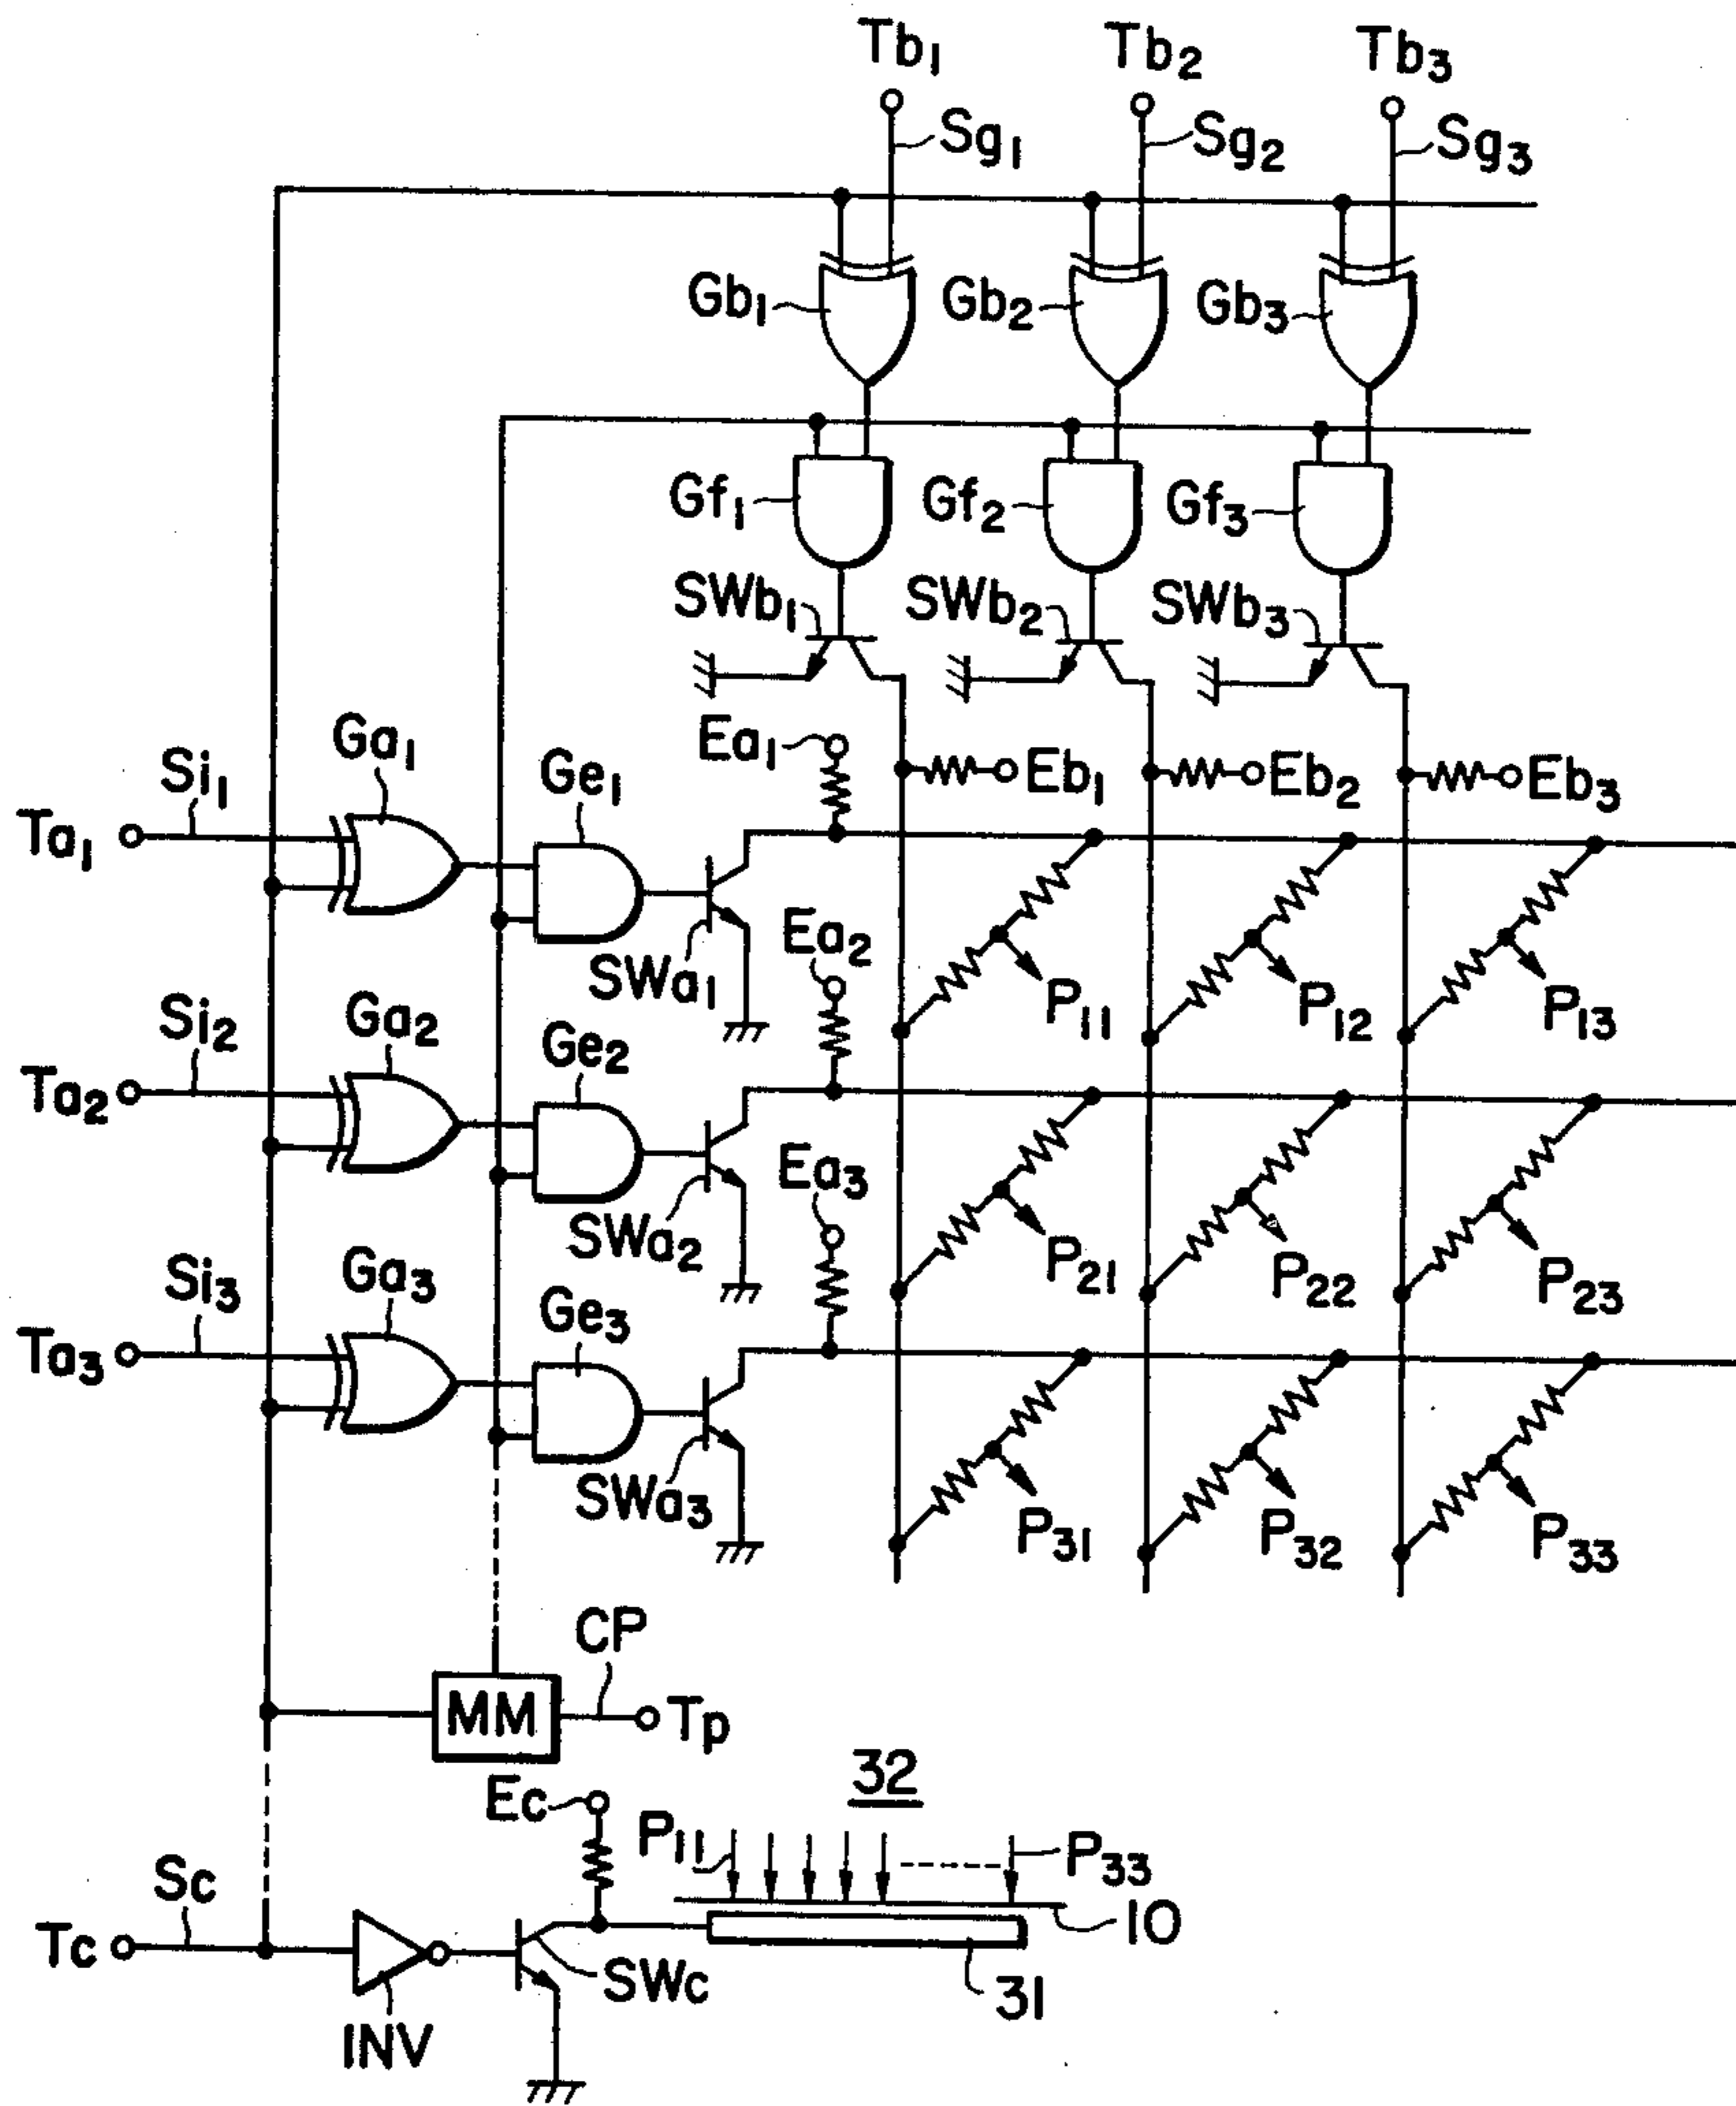 Tb₁ Tb₂ Tb₃
Sg₁ Sg₂ Sg₃
Gb₁ Gb₂ Gb₃
Gf₁ Gf₂ Gf₃
SWb₁ SWb₂ SWb₃
Ea₁ Eb₁ Eb₂ Eb₃
Si₁ Ga₁ Ge₁
Ta₁
SWa₁ Ea₂ P₁₁ P₁₂ P₁₃
Si₂ Ga₂ Ge₂
Ta₂
SWa₂ Ea₃ P₂₁ P₂₂ P₂₃
Si₃ Ga₃ Ge₃
Ta₃
SWa₃ P₃₁ P₃₂ P₃₃
CP
MM Tp
32
Ec P₁₁ P₃₃
10
Sc
Tc
SWc 31
INV